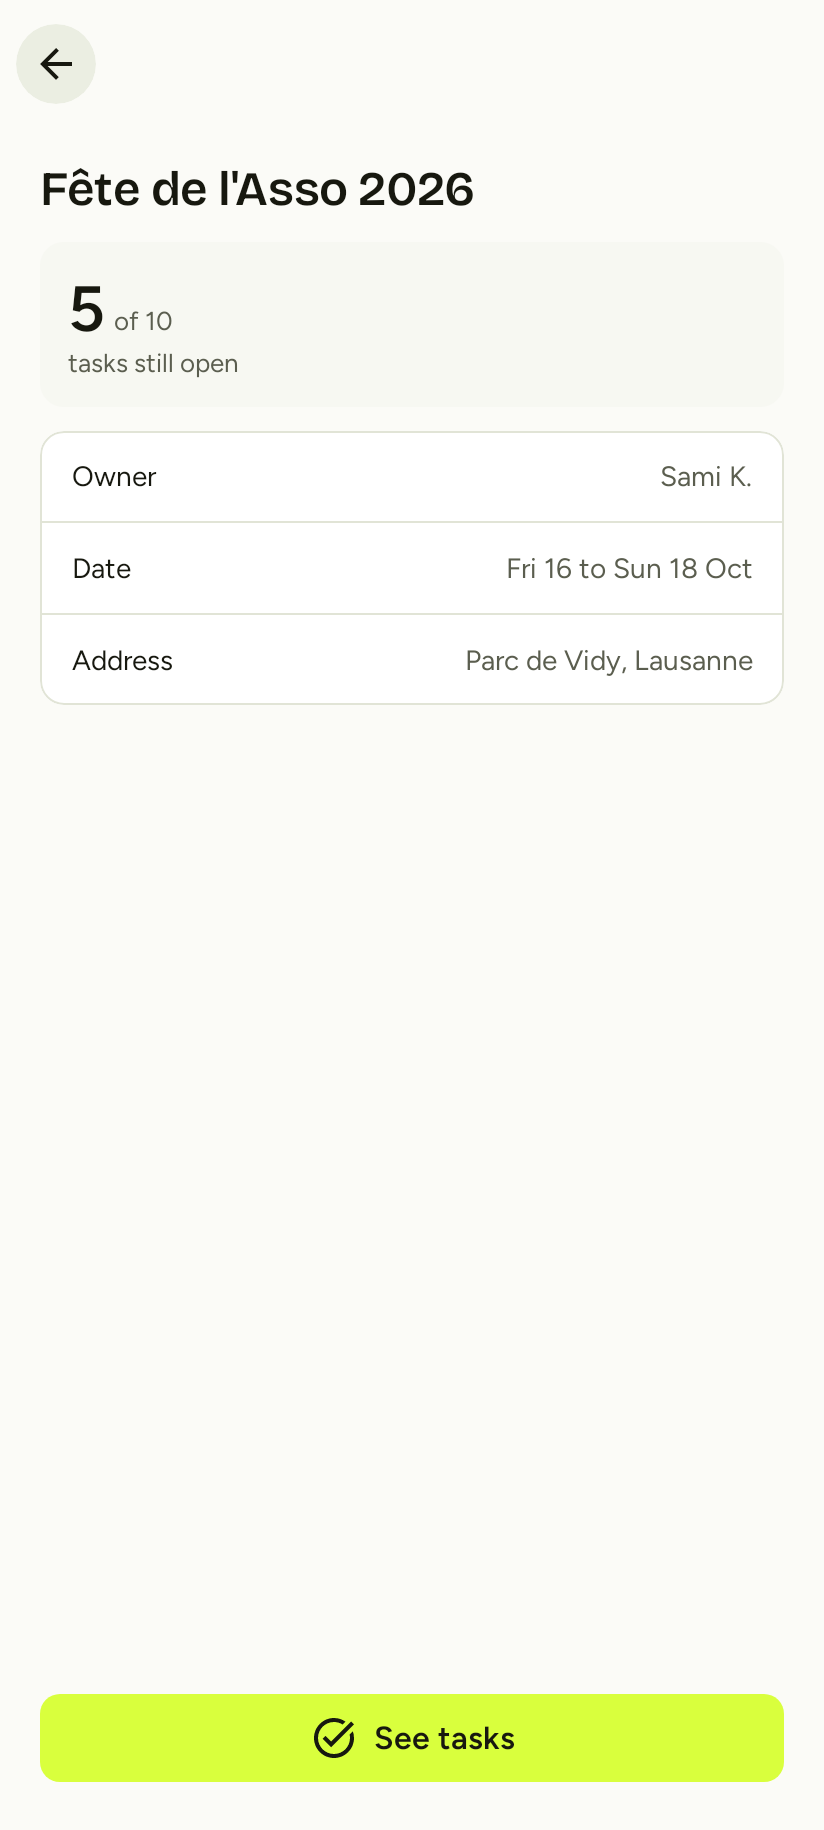 Fête de l'Asso 2026
5 of 10
tasks still open
Owner Sami K.
Date Fri 16 to Sun 18 Oct
Address Parc de Vidy, Lausanne
See tasks